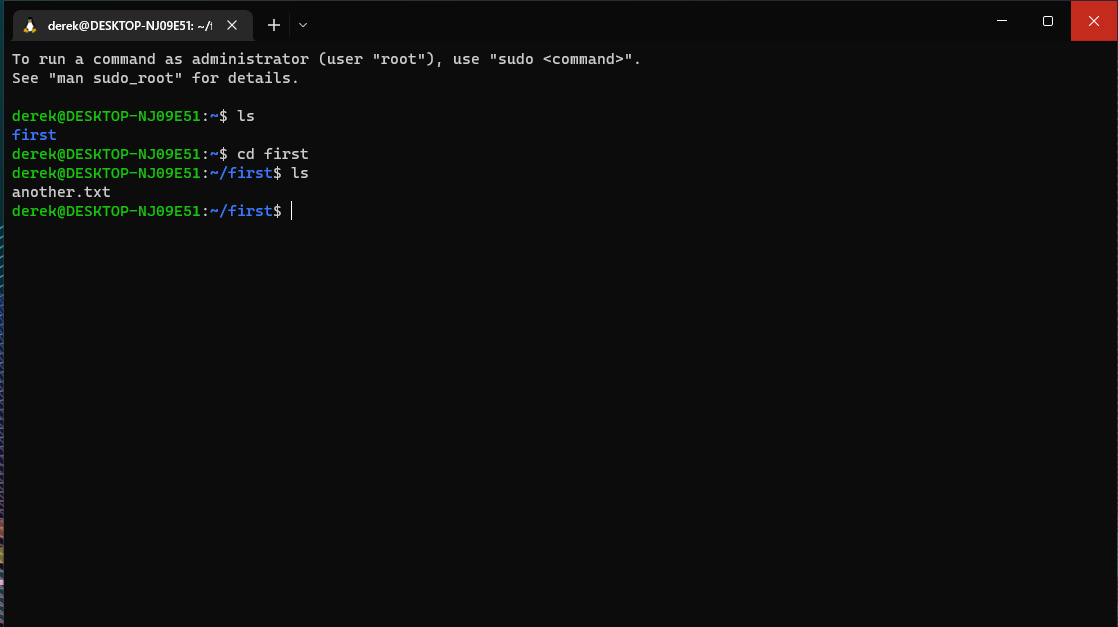 derek@DESKTOP-NJ09E51: ~/f
To run a command as administrator (user "root"), use "sudo <command>".
See "man sudo_root" for details.
derek@DESKTOP-NJ09E51:~$ ls
first
derek@DESKTOP-NJ09E51:~$ cd first
derek@DESKTOP-NJ09E51:~/first$ ls
another.txt
derek@DESKTOP-NJ09E51:~/first$